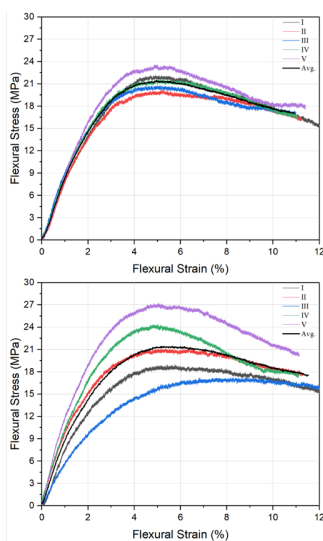 30
27
24
21
18
15
12
9
6
3
0
Flexural Stress (MPa)
I
II
III
IV
V
Avg.
0 2 4 6 8 10 12
Flexural Strain (%)
30
27
24
21
18
15
12
9
6
3
0
Flexural Stress (MPa)
I
II
III
IV
V
Avg.
0 2 4 6 8 10 12
Flexural Strain (%)